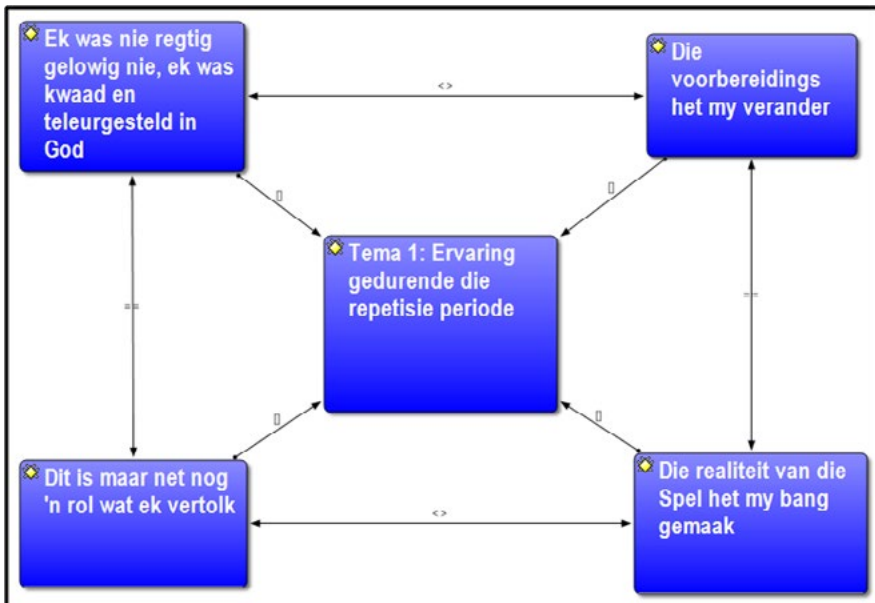 Ek was nie regtig
gelowig nie, ek was
kwaad en
teleurgesteld in
God
<>
Die
voorbereidings
het my verander
[]
[]
Tema 1: Ervaring
gedurende die
repetisie periode
==
==
[]
[]
Dit is maar net nog
'n rol wat ek vertolk
<>
Die realiteit van die
Spel het my bang
gemaak